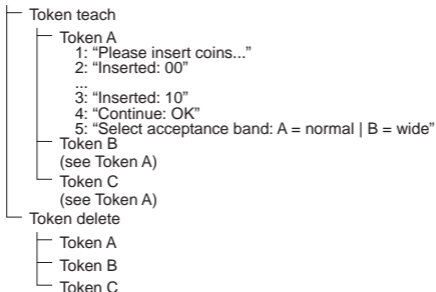 Token teach
Token A
1: “Please insert coins...”
2: “Inserted: 00”
...
3: “Inserted: 10”
4: “Continue: OK”
5: “Select acceptance band: A = normal | B = wide”
Token B
(see Token A)
Token C
(see Token A)
Token delete
Token A
Token B
Token C